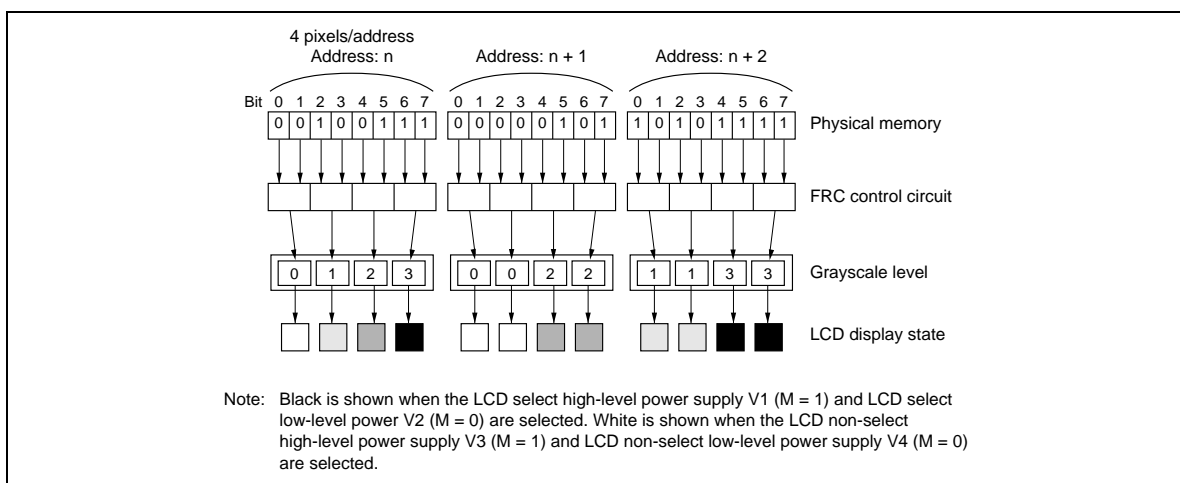 4 pixels/address
Address: n Address: n + 1 Address: n + 2
Bit 0 1 2 3 4 5 6 7 0 1 2 3 4 5 6 7 0 1 2 3 4 5 6 7
0 0 1 0 0 1 1 1 0 0 0 0 0 1 0 1 1 0 1 0 1 1 1 1 Physical memory
FRC control circuit
0 1 2 3 0 0 2 2 1 1 3 3 Grayscale level
LCD display state
Note: Black is shown when the LCD select high-level power supply V1 (M = 1) and LCD select
low-level power V2 (M = 0) are selected. White is shown when the LCD non-select
high-level power supply V3 (M = 1) and LCD non-select low-level power supply V4 (M = 0)
are selected.